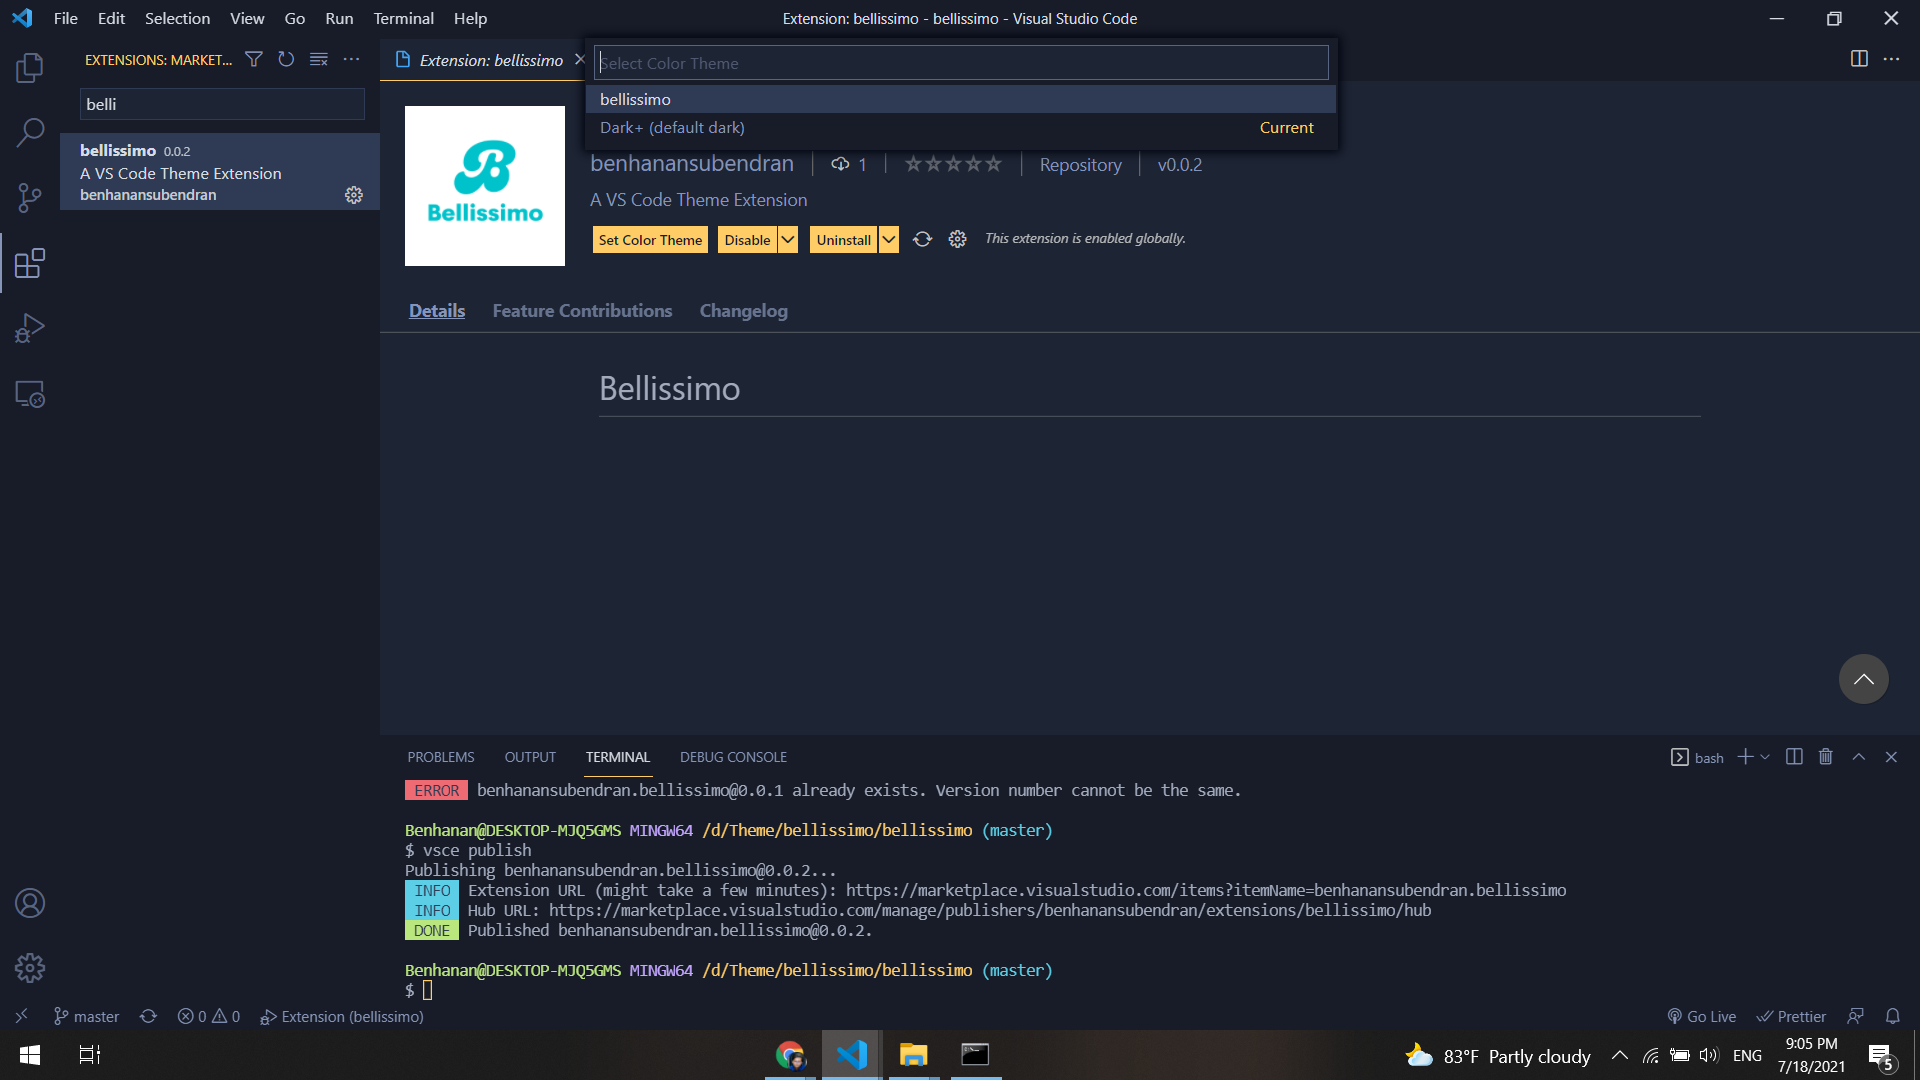 File Edit Selection View Go Run Terminal Help
Extension: bellissimo - bellissimo - Visual Studio Code
EXTENSIONS: MARKET...
belli
bellissimo 0.0.2
A VS Code Theme Extension
benhanansubendran
Extension: bellissimo
Select Color Theme
bellissimo
Dark+ (default dark) Current
Bellissimo
benhanansubendran 1 Repository v0.0.2
A VS Code Theme Extension
Set Color Theme Disable Uninstall This extension is enabled globally.
Details Feature Contributions Changelog
Bellissimo
PROBLEMS OUTPUT TERMINAL DEBUG CONSOLE
bash
ERROR benhanansubendran.bellissimo@0.0.1 already exists. Version number cannot be the same.
Benhanan@DESKTOP-MJQ5GMS MINGW64 /d/Theme/bellissimo/bellissimo (master)
$ vsce publish
Publishing benhanansubendran.bellissimo@0.0.2...
INFO Extension URL (might take a few minutes): https://marketplace.visualstudio.com/items?itemName=benhanansubendran.bellissimo
INFO Hub URL: https://marketplace.visualstudio.com/manage/publishers/benhanansubendran/extensions/bellissimo/hub
DONE Published benhanansubendran.bellissimo@0.0.2.
Benhanan@DESKTOP-MJQ5GMS MINGW64 /d/Theme/bellissimo/bellissimo (master)
$
master 0 0 Extension (bellissimo) Go Live Prettier
83°F Partly cloudy ENG
9:05 PM
7/18/2021
5